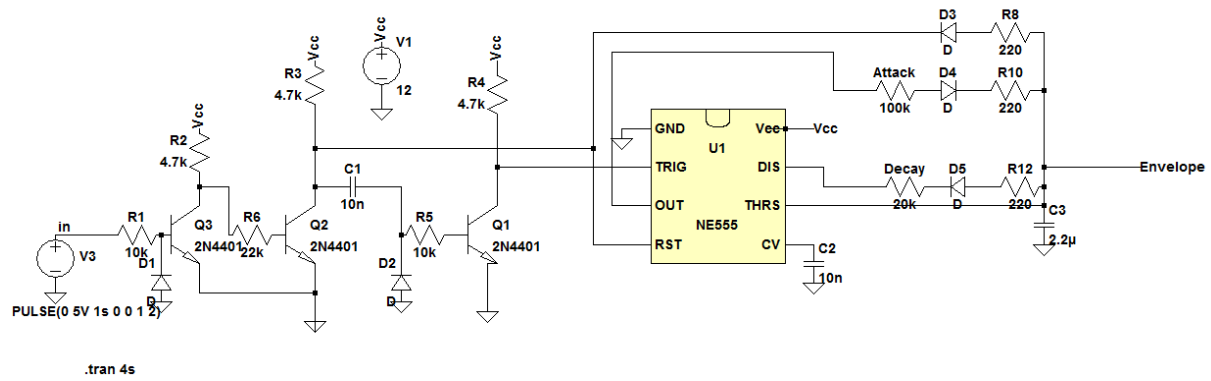 D3
R8
D
220
Vcc
V1
12
Vcc
R3
4.7k
Vcc
R4
4.7k
Attack
100k
D4
D
R10
220
Vcc
R2
4.7k
GND
Vcc
Vcc
U1
TRIG
DIS
Decay
20k
D5
D
R12
220
Envelope
C1
10n
OUT
THRS
NE555
RST
CV
C3
2.2µ
C2
10n
in
R1
10k
Q3
2N4401
R6
22k
Q2
2N4401
R5
10k
Q1
2N4401
V3
D1
D
D2
D
PULSE(0 5V 1s 0 0 1 2)
.tran 4s